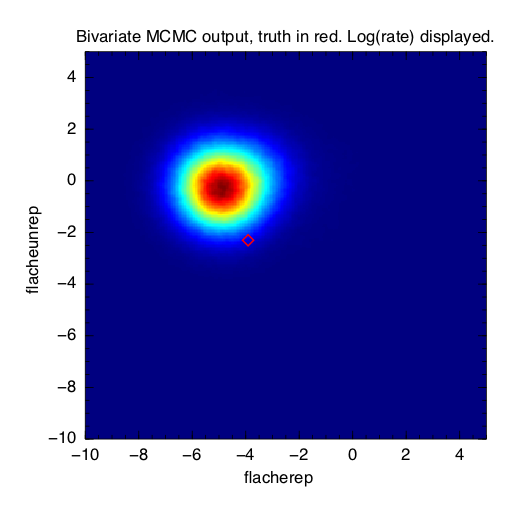 Bivariate MCMC output, truth in red. Log(rate) displayed.
4
2
0
−2
−4
−6
−8
−10
flacheunrep
−10 −8 −6 −4 −2 0 2 4
flacherep